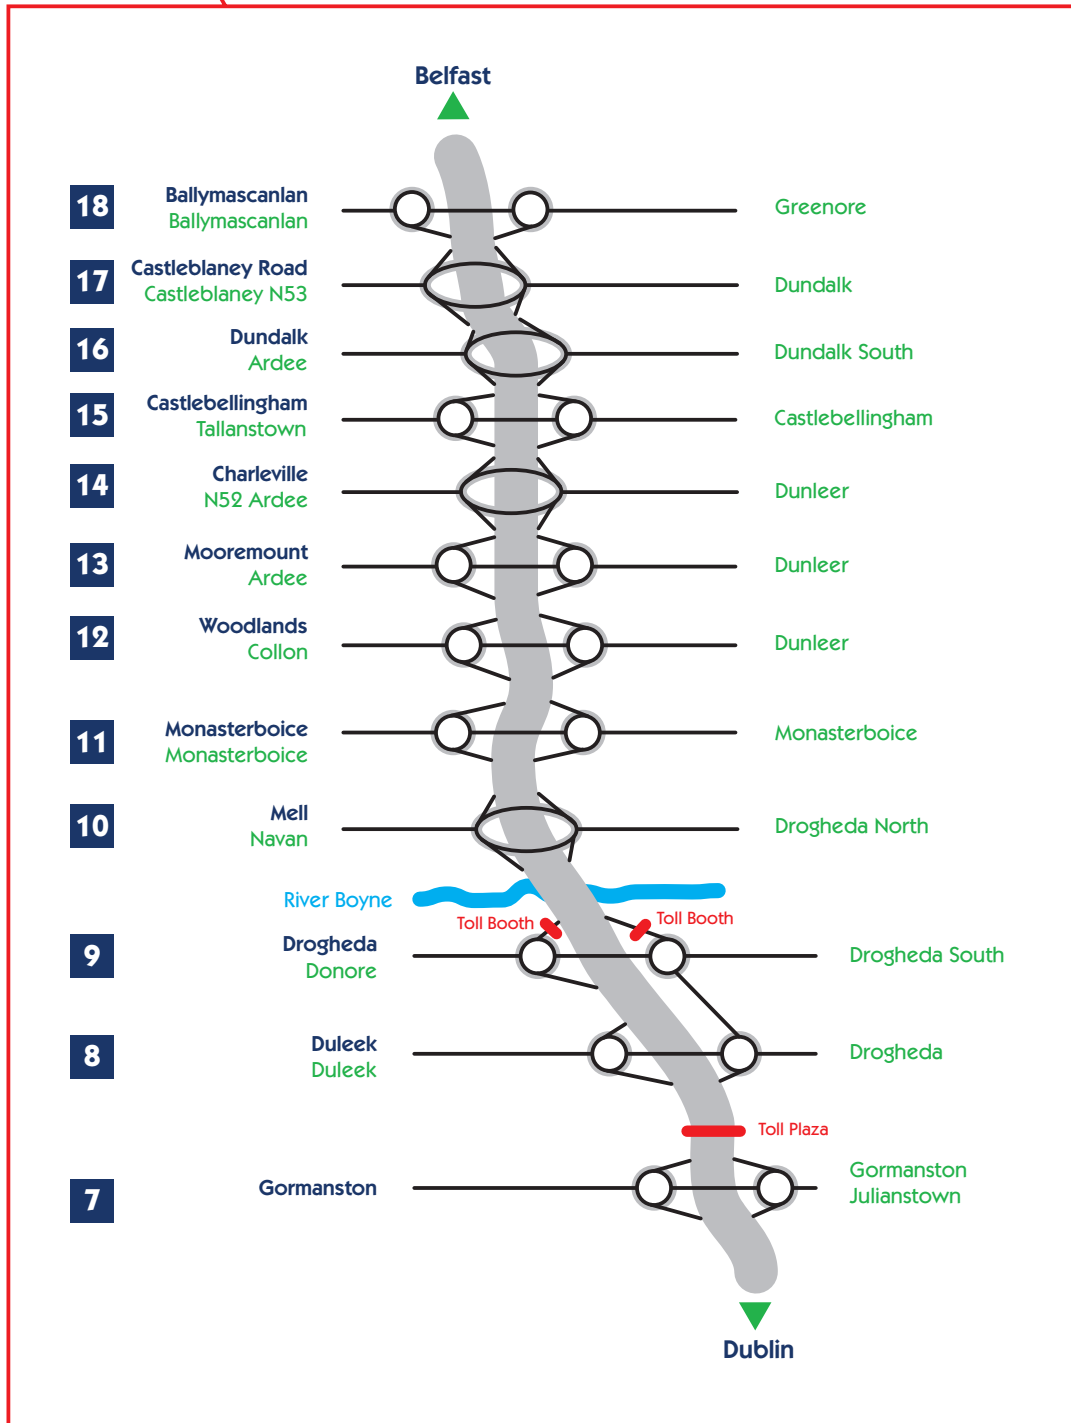 Belfast
18
Ballymascanlan
Ballymascanlan
Greenore
17
Castleblaney Road
Castleblaney N53
Dundalk
16
Dundalk
Ardee
Dundalk South
15
Castlebellingham
Tallanstown
Castlebellingham
14
Charleville
N52 Ardee
Dunleer
13
Mooremount
Ardee
Dunleer
12
Woodlands
Collon
Dunleer
11
Monasterboice
Monasterboice
Monasterboice
10
Mell
Navan
Drogheda North
River Boyne
Toll Booth
Toll Booth
9
Drogheda
Donore
Drogheda South
8
Duleek
Duleek
Drogheda
Toll Plaza
7
Gormanston
Gormanston
Julianstown
Dublin